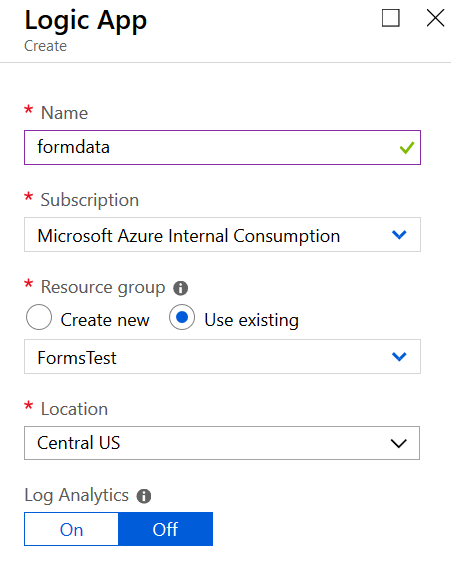 Logic App
Create
* Name
formdata
* Subscription
Microsoft Azure Internal Consumption
* Resource group
Create new Use existing
FormsTest
* Location
Central US
Log Analytics
On Off